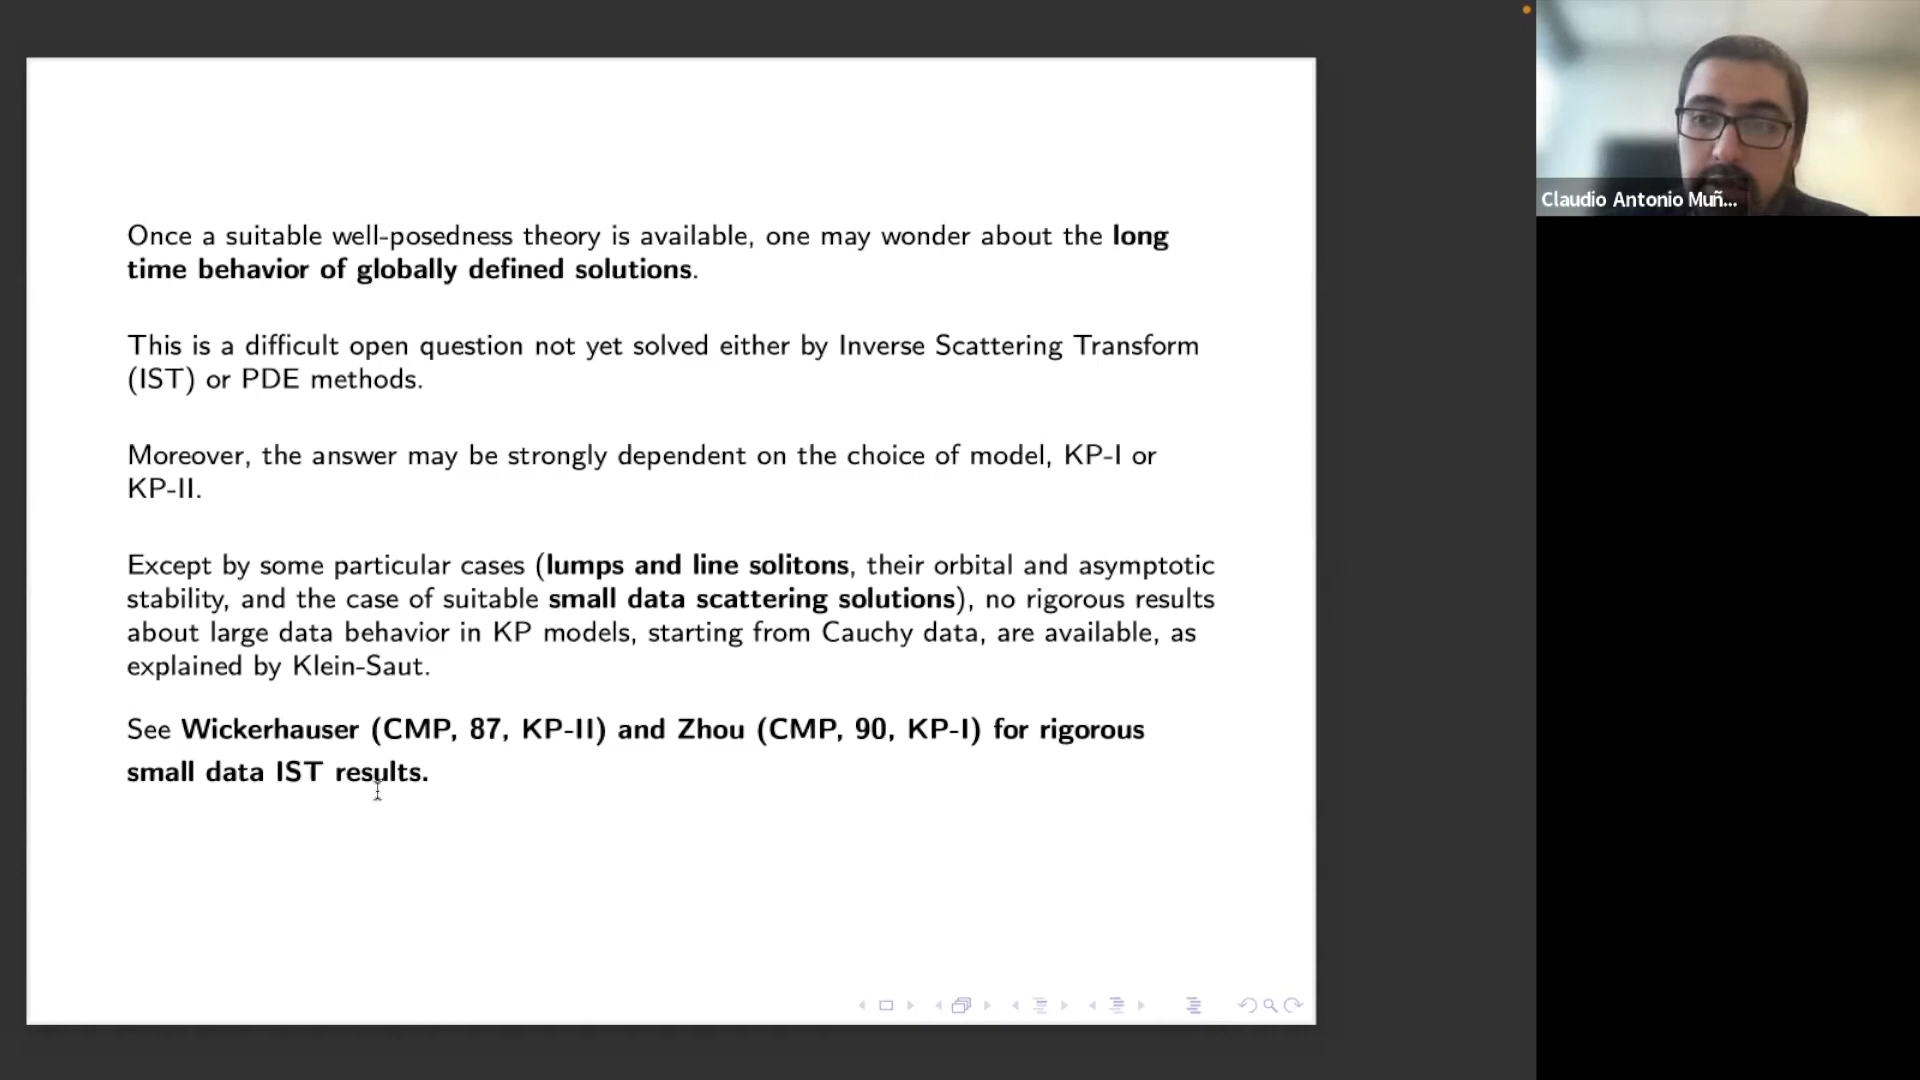 Once a suitable well-posedness theory is available, one may wonder about the long
time behavior of globally defined solutions.
This is a difficult open question not yet solved either by Inverse Scattering Transform
(IST) or PDE methods.
Moreover, the answer may be strongly dependent on the choice of model, KP-I or
KP-II.
Except by some particular cases (lumps and line solitons, their orbital and asymptotic
stability, and the case of suitable small data scattering solutions), no rigorous results
about large data behavior in KP models, starting from Cauchy data, are available, as
explained by Klein-Saut.
See Wickerhauser (CMP, 87, KP-II) and Zhou (CMP, 90, KP-I) for rigorous
small data IST results.
Claudio Antonio Muñ...